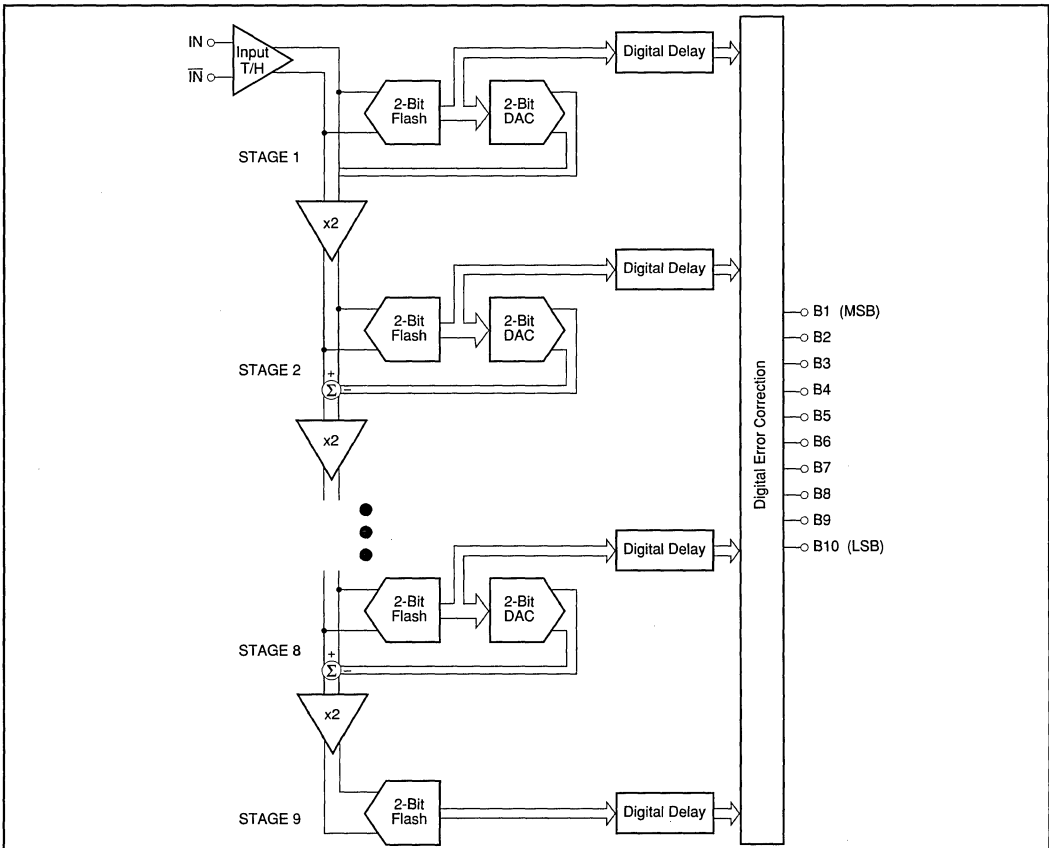 IN
IN
Input
T/H
2-Bit
Flash
2-Bit
DAC
Digital Delay
STAGE 1
x2
2-Bit
Flash
2-Bit
DAC
Digital Delay
STAGE 2
+
Σ
−
x2
2-Bit
Flash
2-Bit
DAC
Digital Delay
STAGE 8
+
Σ
−
x2
2-Bit
Flash
Digital Delay
STAGE 9
Digital Error Correction
B1 (MSB)
B2
B3
B4
B5
B6
B7
B8
B9
B10 (LSB)